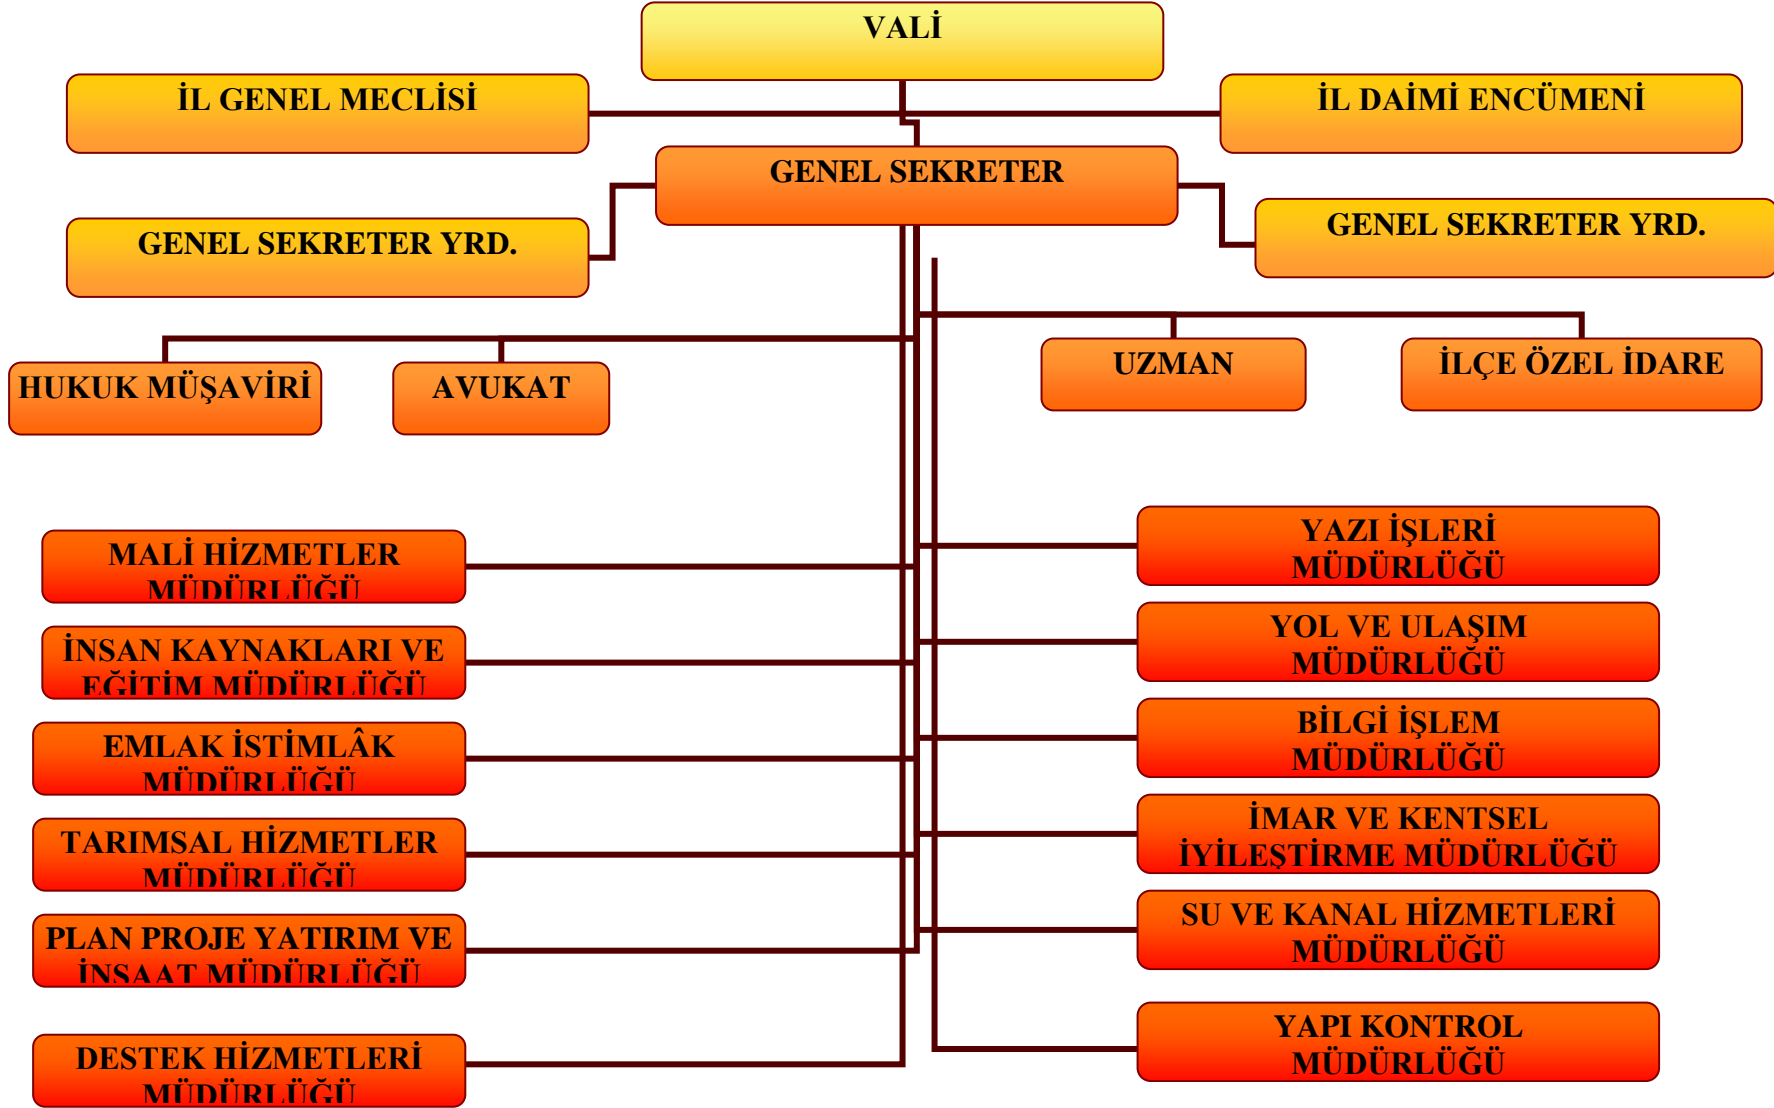 VALİ
İL GENEL MECLİSİ
İL DAİMİ ENCÜMENİ
GENEL SEKRETER
GENEL SEKRETER YRD.
GENEL SEKRETER YRD.
HUKUK MÜŞAVİRİ
AVUKAT
UZMAN
İLÇE ÖZEL İDARE
MALİ HİZMETLER
MÜDÜRLÜĞÜ
YAZI İŞLERİ
MÜDÜRLÜĞÜ
İNSAN KAYNAKLARI VE
EĞİTİM MÜDÜRLÜĞÜ
YOL VE ULAŞIM
MÜDÜRLÜĞÜ
EMLAK İSTİMLÂK
MÜDÜRLÜĞÜ
BİLGİ İŞLEM
MÜDÜRLÜĞÜ
TARIMSAL HİZMETLER
MÜDÜRLÜĞÜ
İMAR VE KENTSEL
İYİLEŞTİRME MÜDÜRLÜĞÜ
PLAN PROJE YATIRIM VE
İNŞAAT MÜDÜRLÜĞÜ
SU VE KANAL HİZMETLERİ
MÜDÜRLÜĞÜ
DESTEK HİZMETLERİ
MÜDÜRLÜĞÜ
YAPI KONTROL
MÜDÜRLÜĞÜ